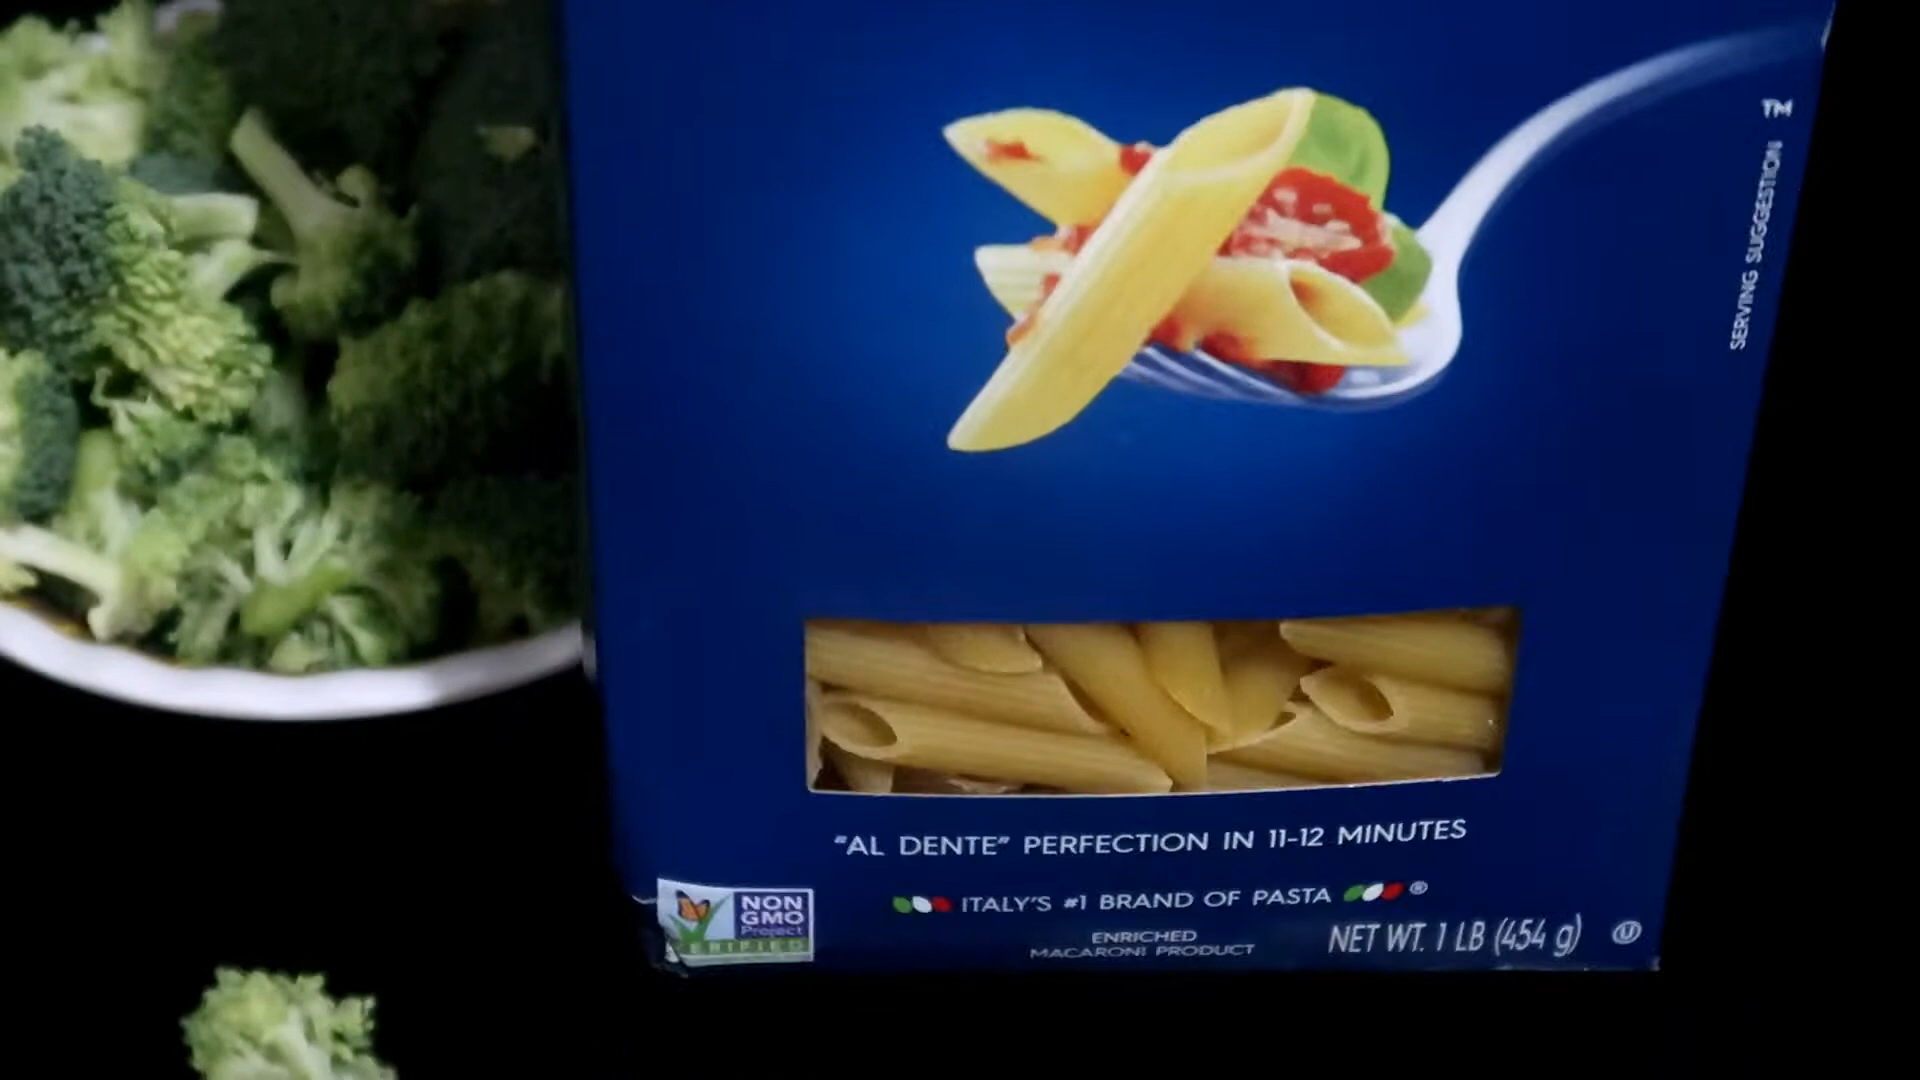 TM
SERVING SUGGESTION
"AL DENTE" PERFECTION IN 11-12 MINUTES
ITALY'S #1 BRAND OF PASTA ®
NON
GMO
Project
VERIFIED
ENRICHED
MACARONI PRODUCT
NET WT. 1 LB (454 g) U